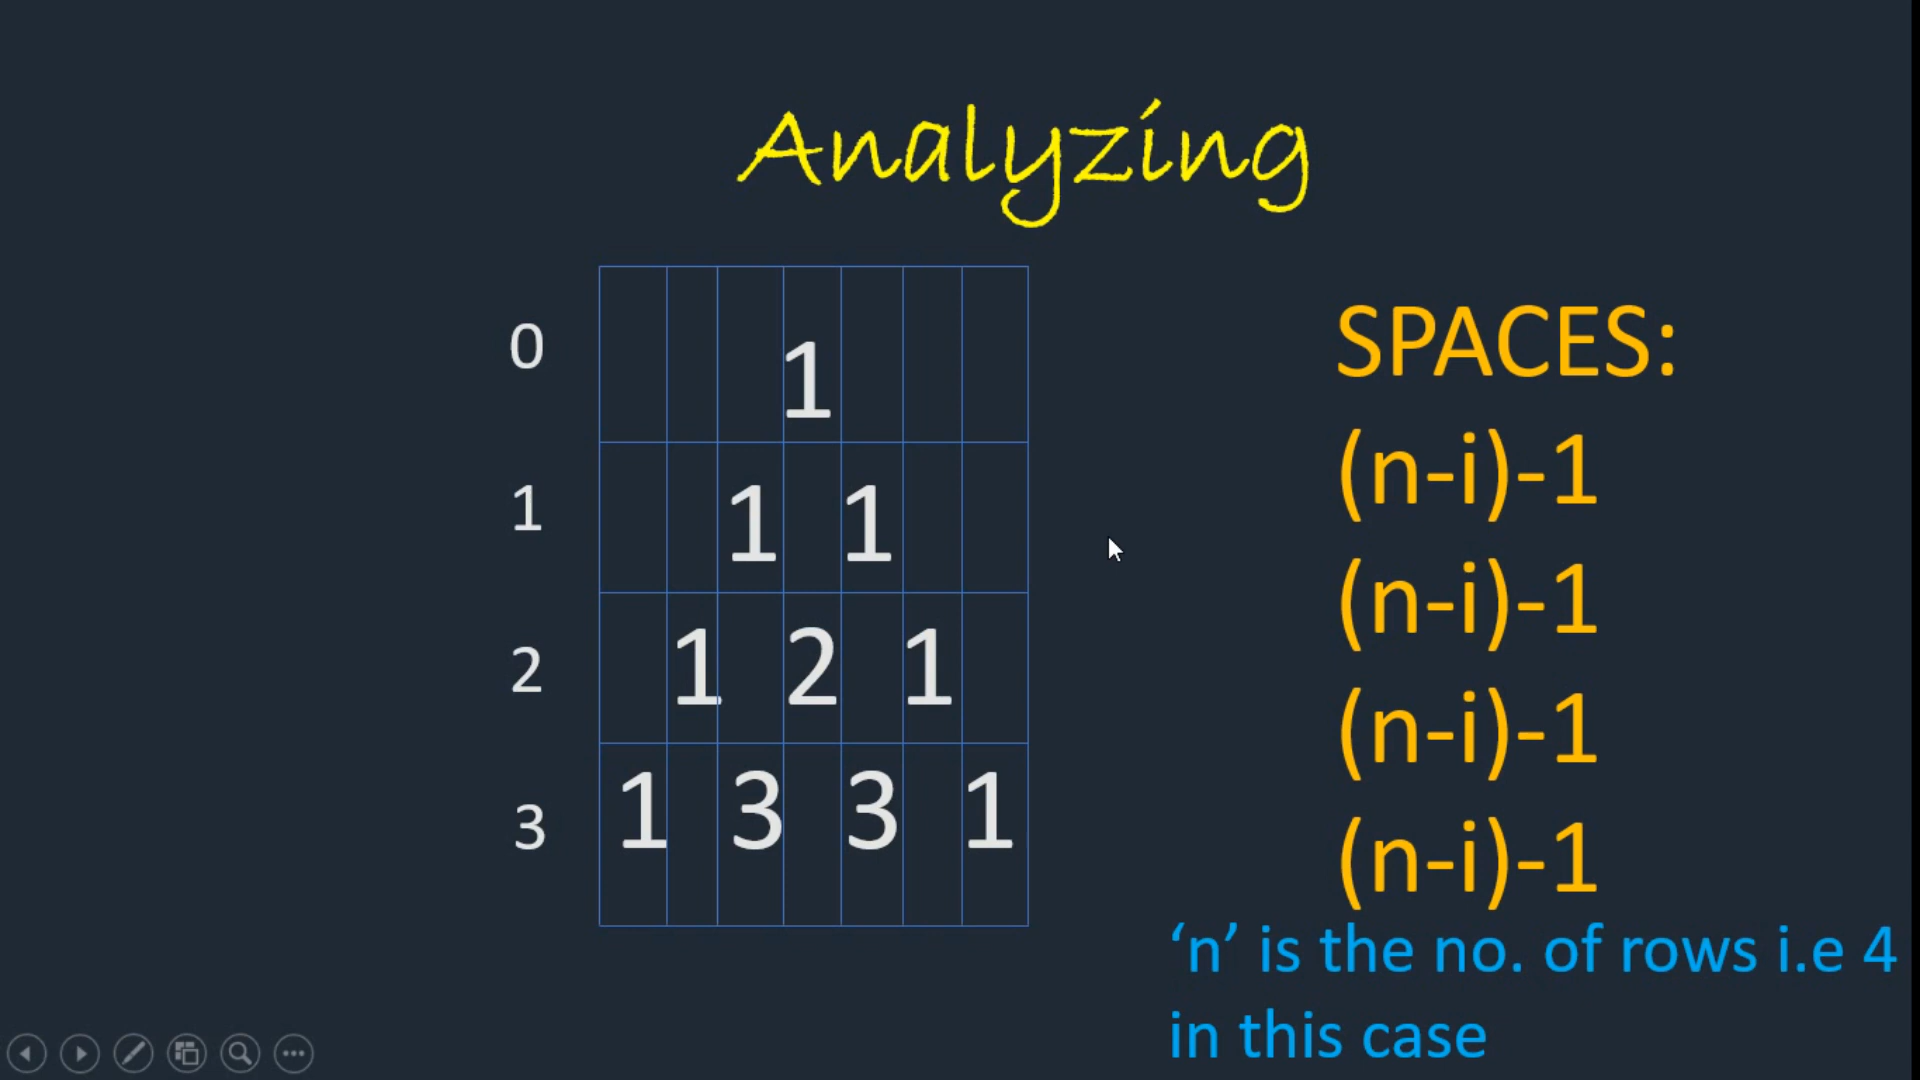 Analyzing
0 1
1 1 1
2 1 2 1
3 1 3 3 1
SPACES:
(n-i)-1
(n-i)-1
(n-i)-1
(n-i)-1
‘n’ is the no. of rows i.e 4
in this case